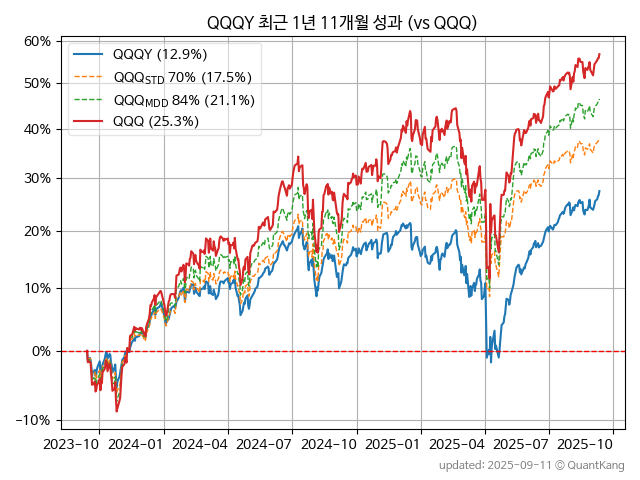 QQQY 최근 1년 11개월 성과 (vs QQQ)
60%
50%
40%
30%
20%
10%
0%
−10%
QQQY (12.9%)
QQQSTD 70% (17.5%)
QQQMDD 84% (21.1%)
QQQ (25.3%)
2023-10 2024-01 2024-04 2024-07 2024-10 2025-01 2025-04 2025-07 2025-10
updated: 2025-09-11 © QuantKang